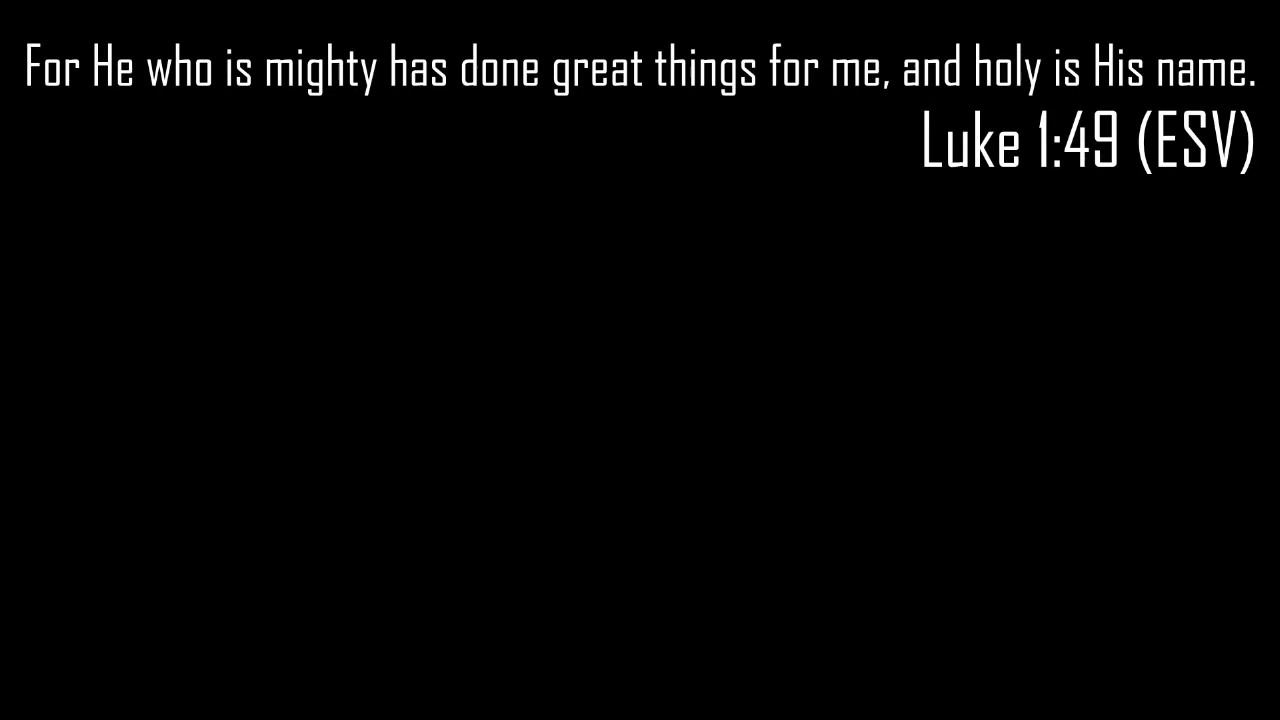 For He who is mighty has done great things for me, and holy is His name.
Luke 1:49 (ESV)